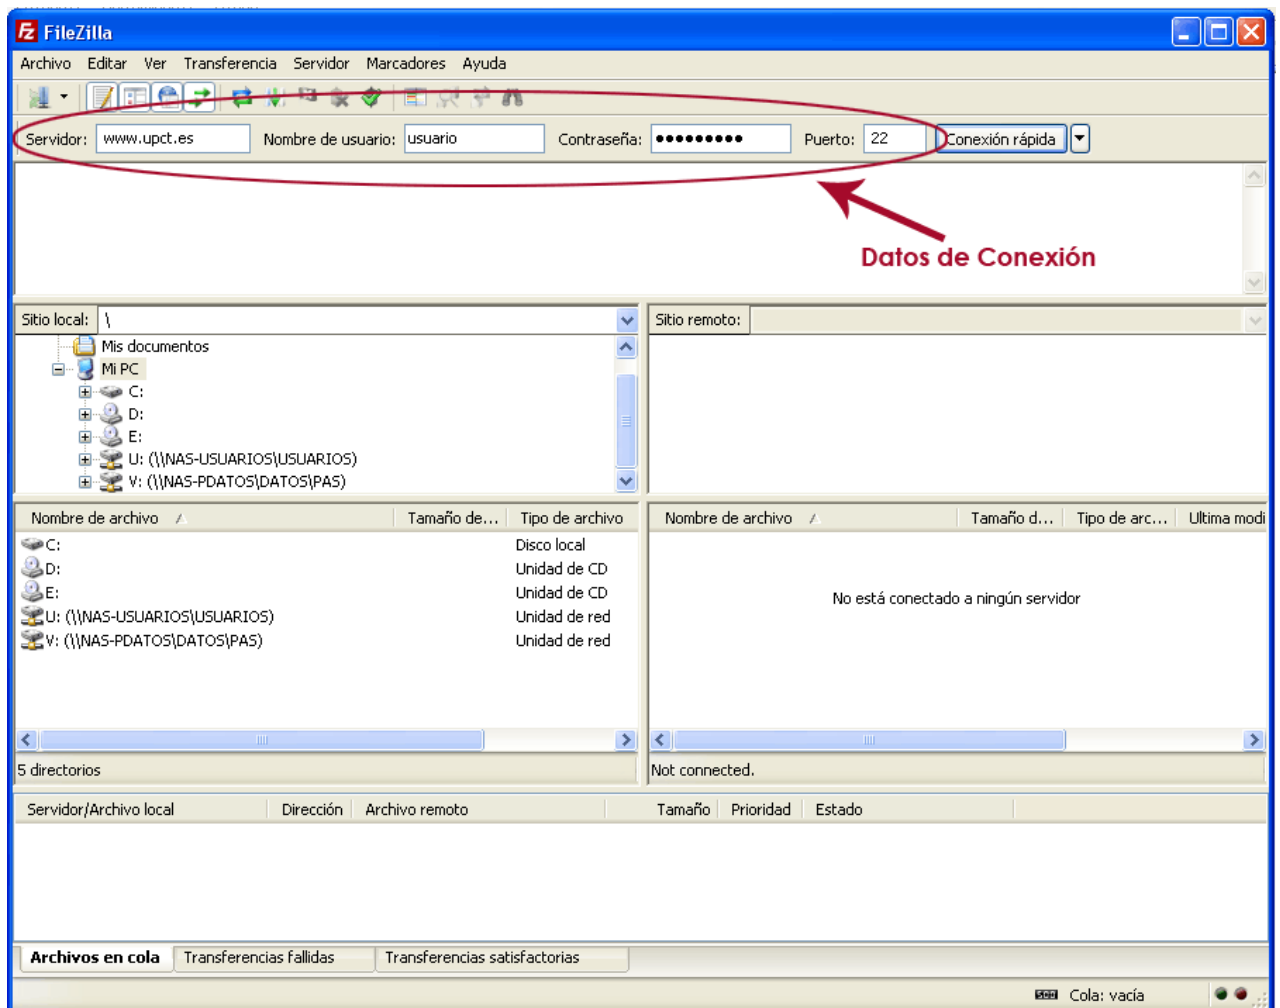 FileZilla
Archivo Editar Ver Transferencia Servidor Marcadores Ayuda
Servidor: www.upct.es Nombre de usuario: usuario Contraseña: ●●●●●●●●● Puerto: 22 Conexión rápida
Datos de Conexión
Sitio local: \
Sitio remoto:
Mis documentos
Mi PC
C:
D:
E:
U: (\\NAS-USUARIOS\USUARIOS)
V: (\\NAS-PDATOS\DATOS\PAS)
Nombre de archivo Tamaño de... Tipo de archivo
C: Disco local
D: Unidad de CD
E: Unidad de CD
U: (\\NAS-USUARIOS\USUARIOS) Unidad de red
V: (\\NAS-PDATOS\DATOS\PAS) Unidad de red
5 directorios
Nombre de archivo Tamaño d... Tipo de arc... Ultima modi
No está conectado a ningún servidor
Not connected.
Servidor/Archivo local Dirección Archivo remoto Tamaño Prioridad Estado
Archivos en cola Transferencias fallidas Transferencias satisfactorias
Cola: vacía